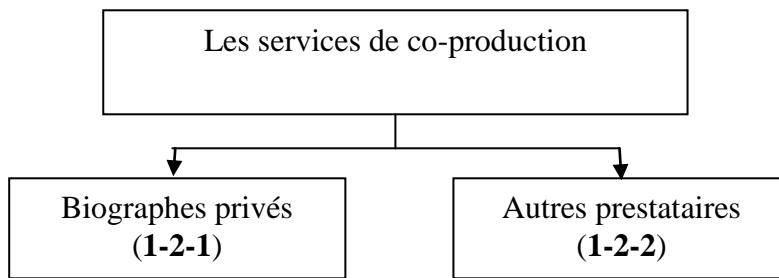 Les services de co-production
Biographes privés
(1-2-1)
Autres prestataires
(1-2-2)